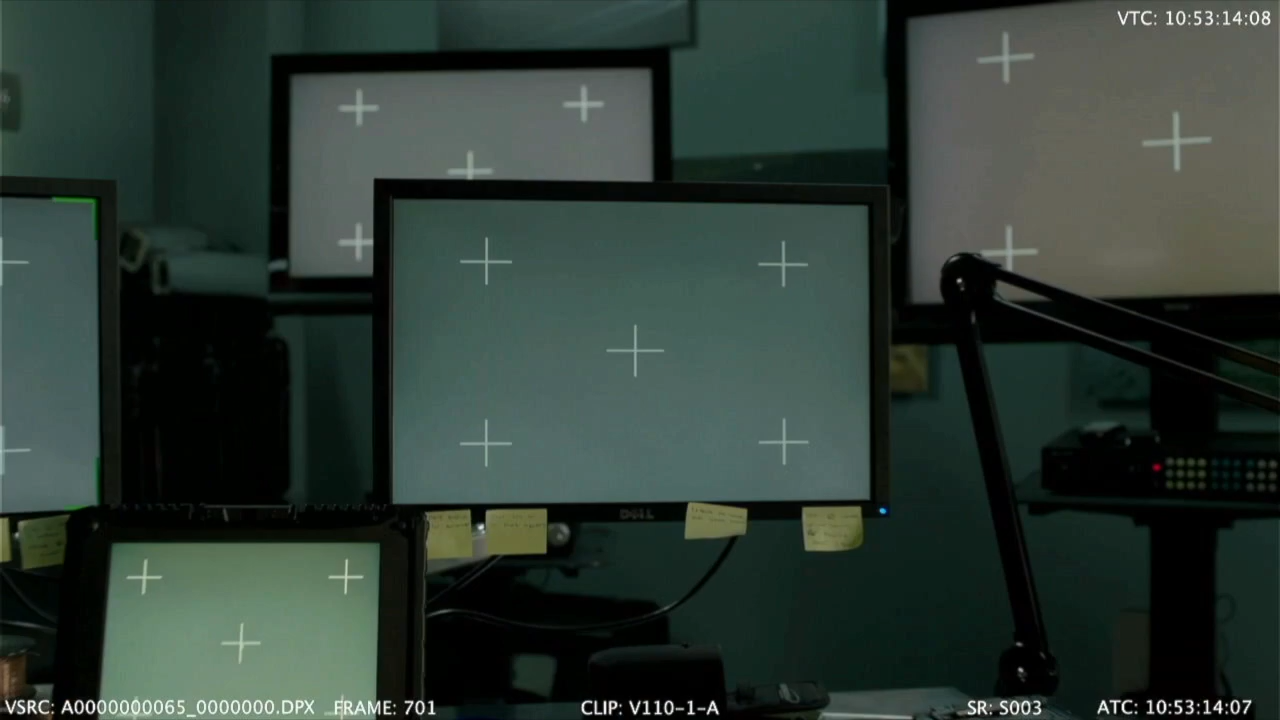 VTC: 10:53:14:08
DELL
VSRC: A0000000065_0000000.DPX FRAME: 701 CLIP: V110-1-A SR: S003 ATC: 10:53:14:07